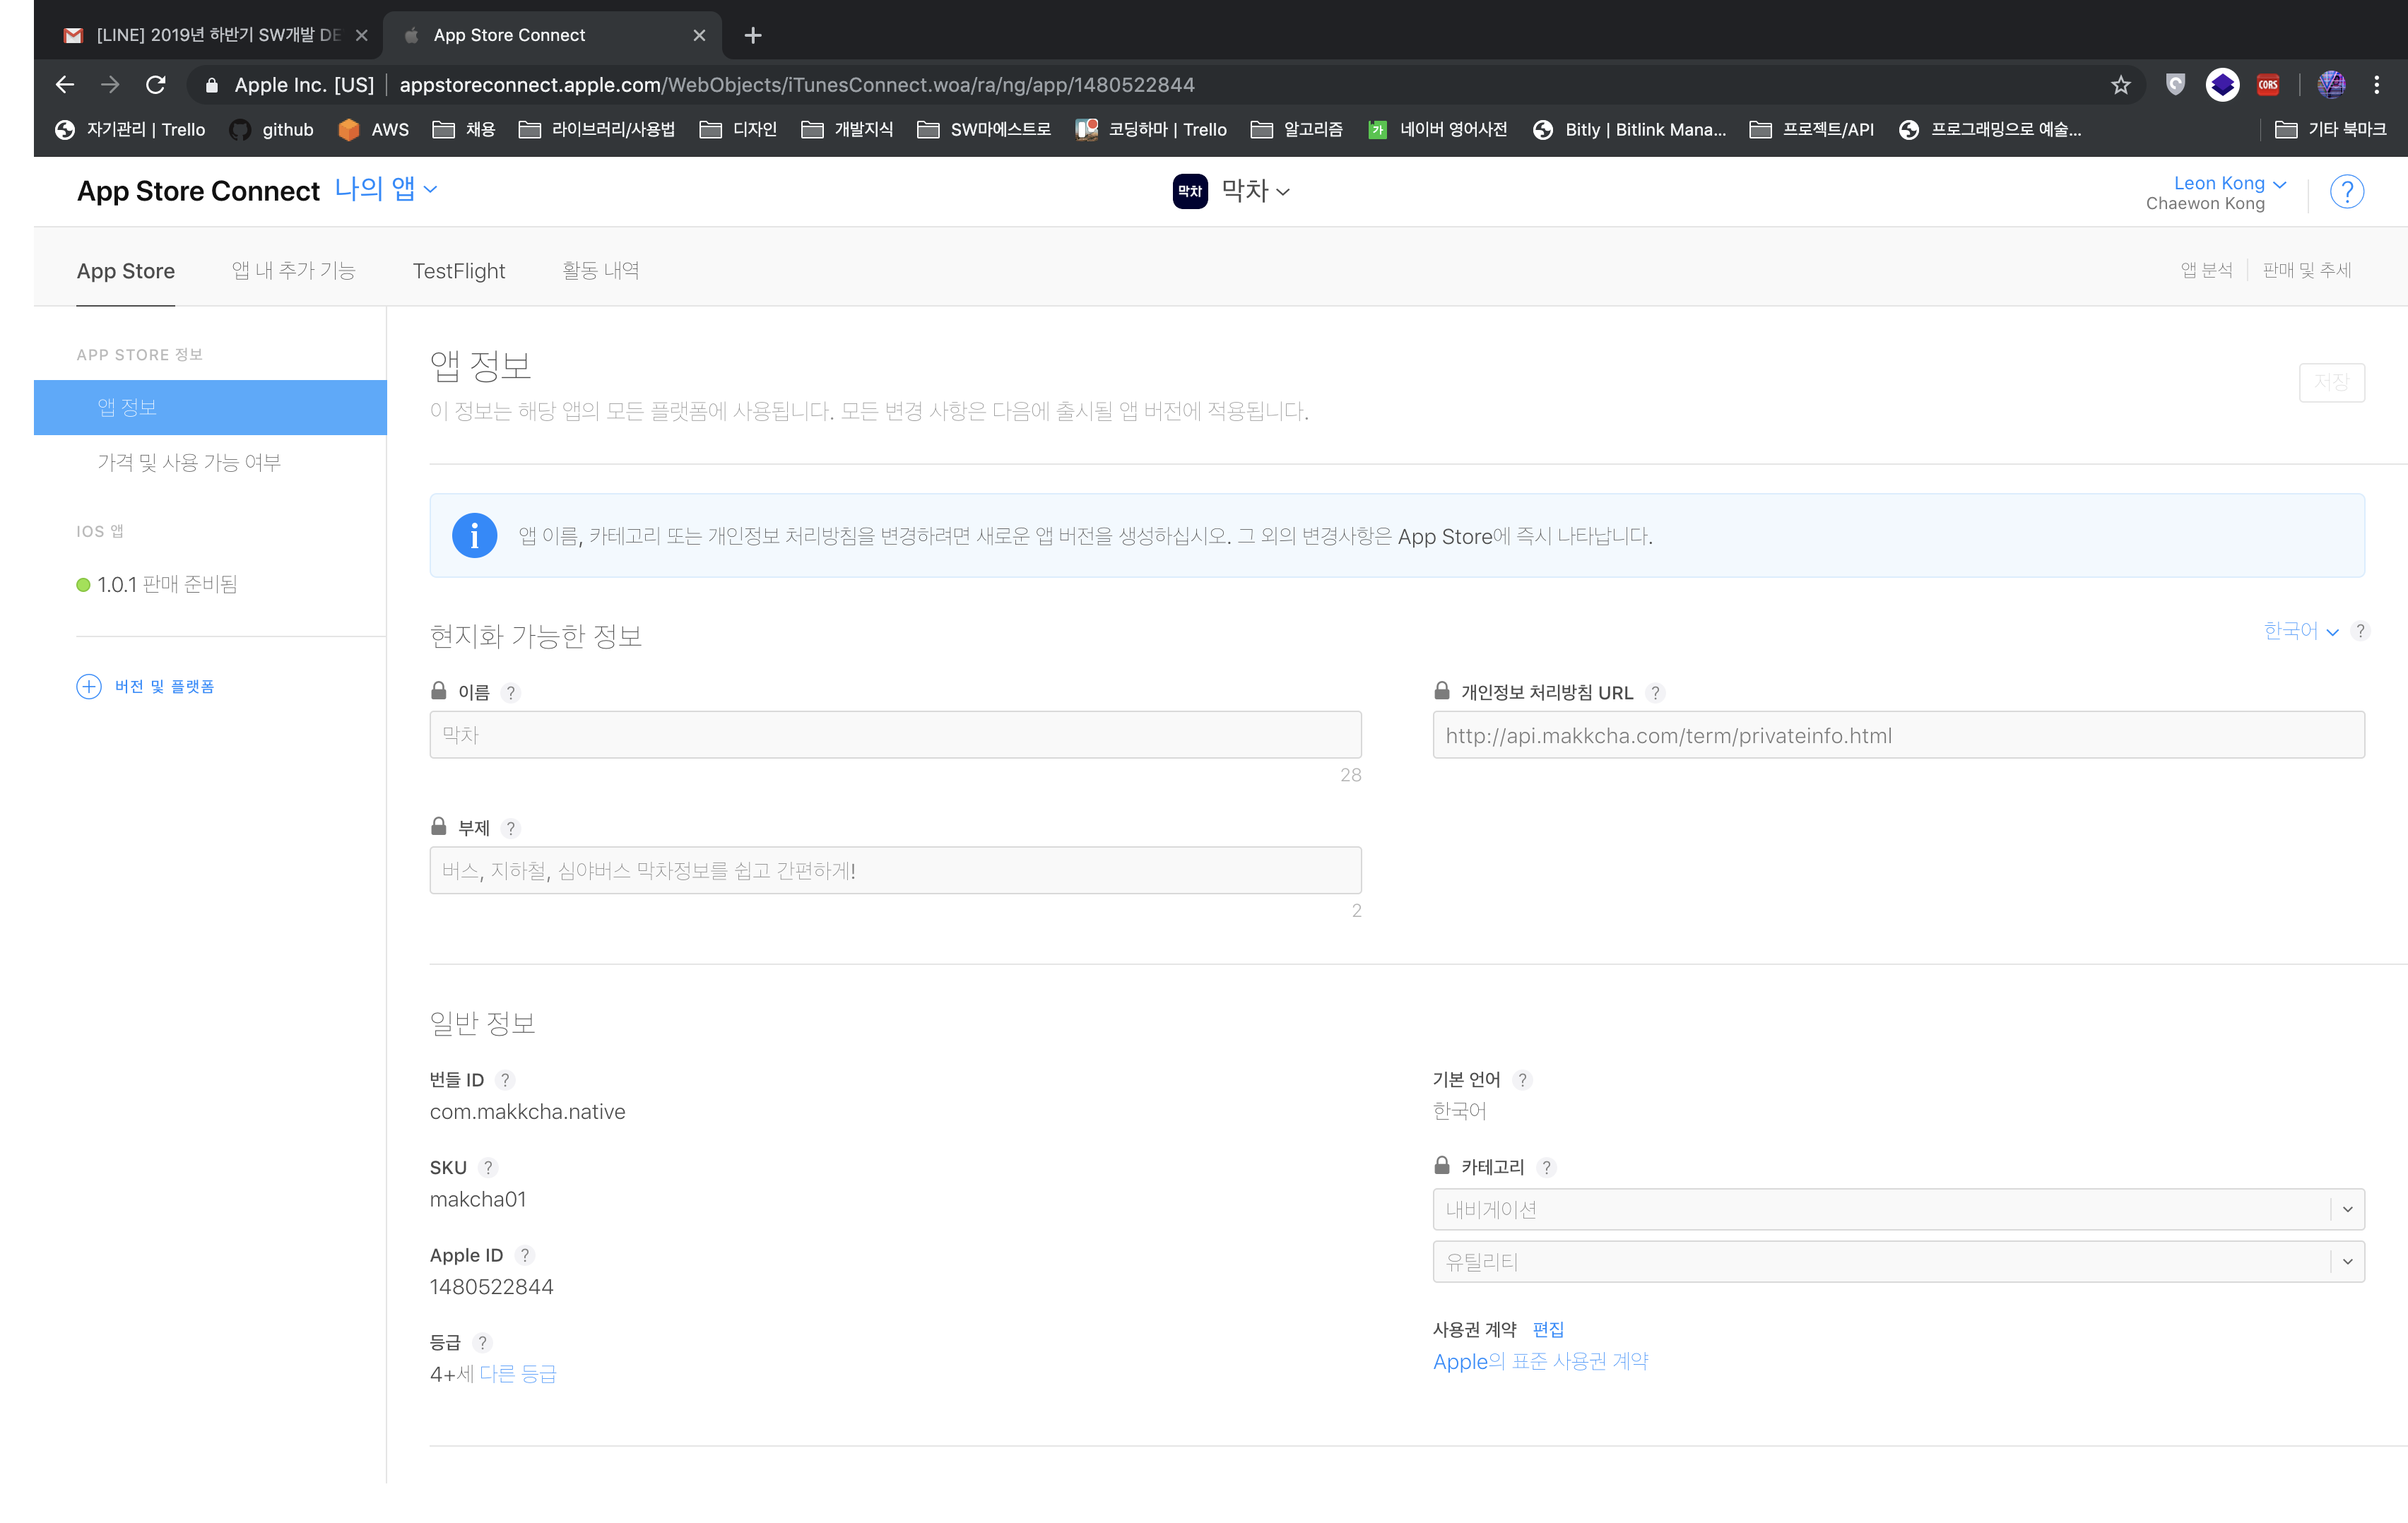 [LINE] 2019년 하반기 SW개발 DE
App Store Connect
Apple Inc. [US]
appstoreconnect.apple.com/WebObjects/iTunesConnect.woa/ra/ng/app/1480522844
CORS
자기관리 | Trello
github
AWS
채용
라이브러리/사용법
디자인
개발지식
SW마에스트로
코딩하마 | Trello
알고리즘
가
네이버 영어사전
Bitly | Bitlink Mana...
프로젝트/API
프로그래밍으로 예술...
기타 북마크
App Store Connect 나의 앱
막차
막차
Leon Kong
Chaewon Kong
?
App Store
앱 내 추가 기능
TestFlight
활동 내역
앱 분석
판매 및 추세
APP STORE 정보
앱 정보
가격 및 사용 가능 여부
IOS 앱
1.0.1 판매 준비됨
버전 및 플랫폼
앱 정보
저장
이 정보는 해당 앱의 모든 플랫폼에 사용됩니다. 모든 변경 사항은 다음에 출시될 앱 버전에 적용됩니다.
i
앱 이름, 카테고리 또는 개인정보 처리방침을 변경하려면 새로운 앱 버전을 생성하십시오. 그 외의 변경사항은 App Store에 즉시 나타납니다.
현지화 가능한 정보
한국어 ?
이름 ?
막차
28
개인정보 처리방침 URL ?
http://api.makkcha.com/term/privateinfo.html
부제 ?
버스, 지하철, 심야버스 막차정보를 쉽고 간편하게!
2
일반 정보
번들 ID ?
com.makkcha.native
SKU ?
makcha01
Apple ID ?
1480522844
등급 ?
4+세 다른 등급
기본 언어 ?
한국어
카테고리 ?
내비게이션
유틸리티
사용권 계약 편집
Apple의 표준 사용권 계약